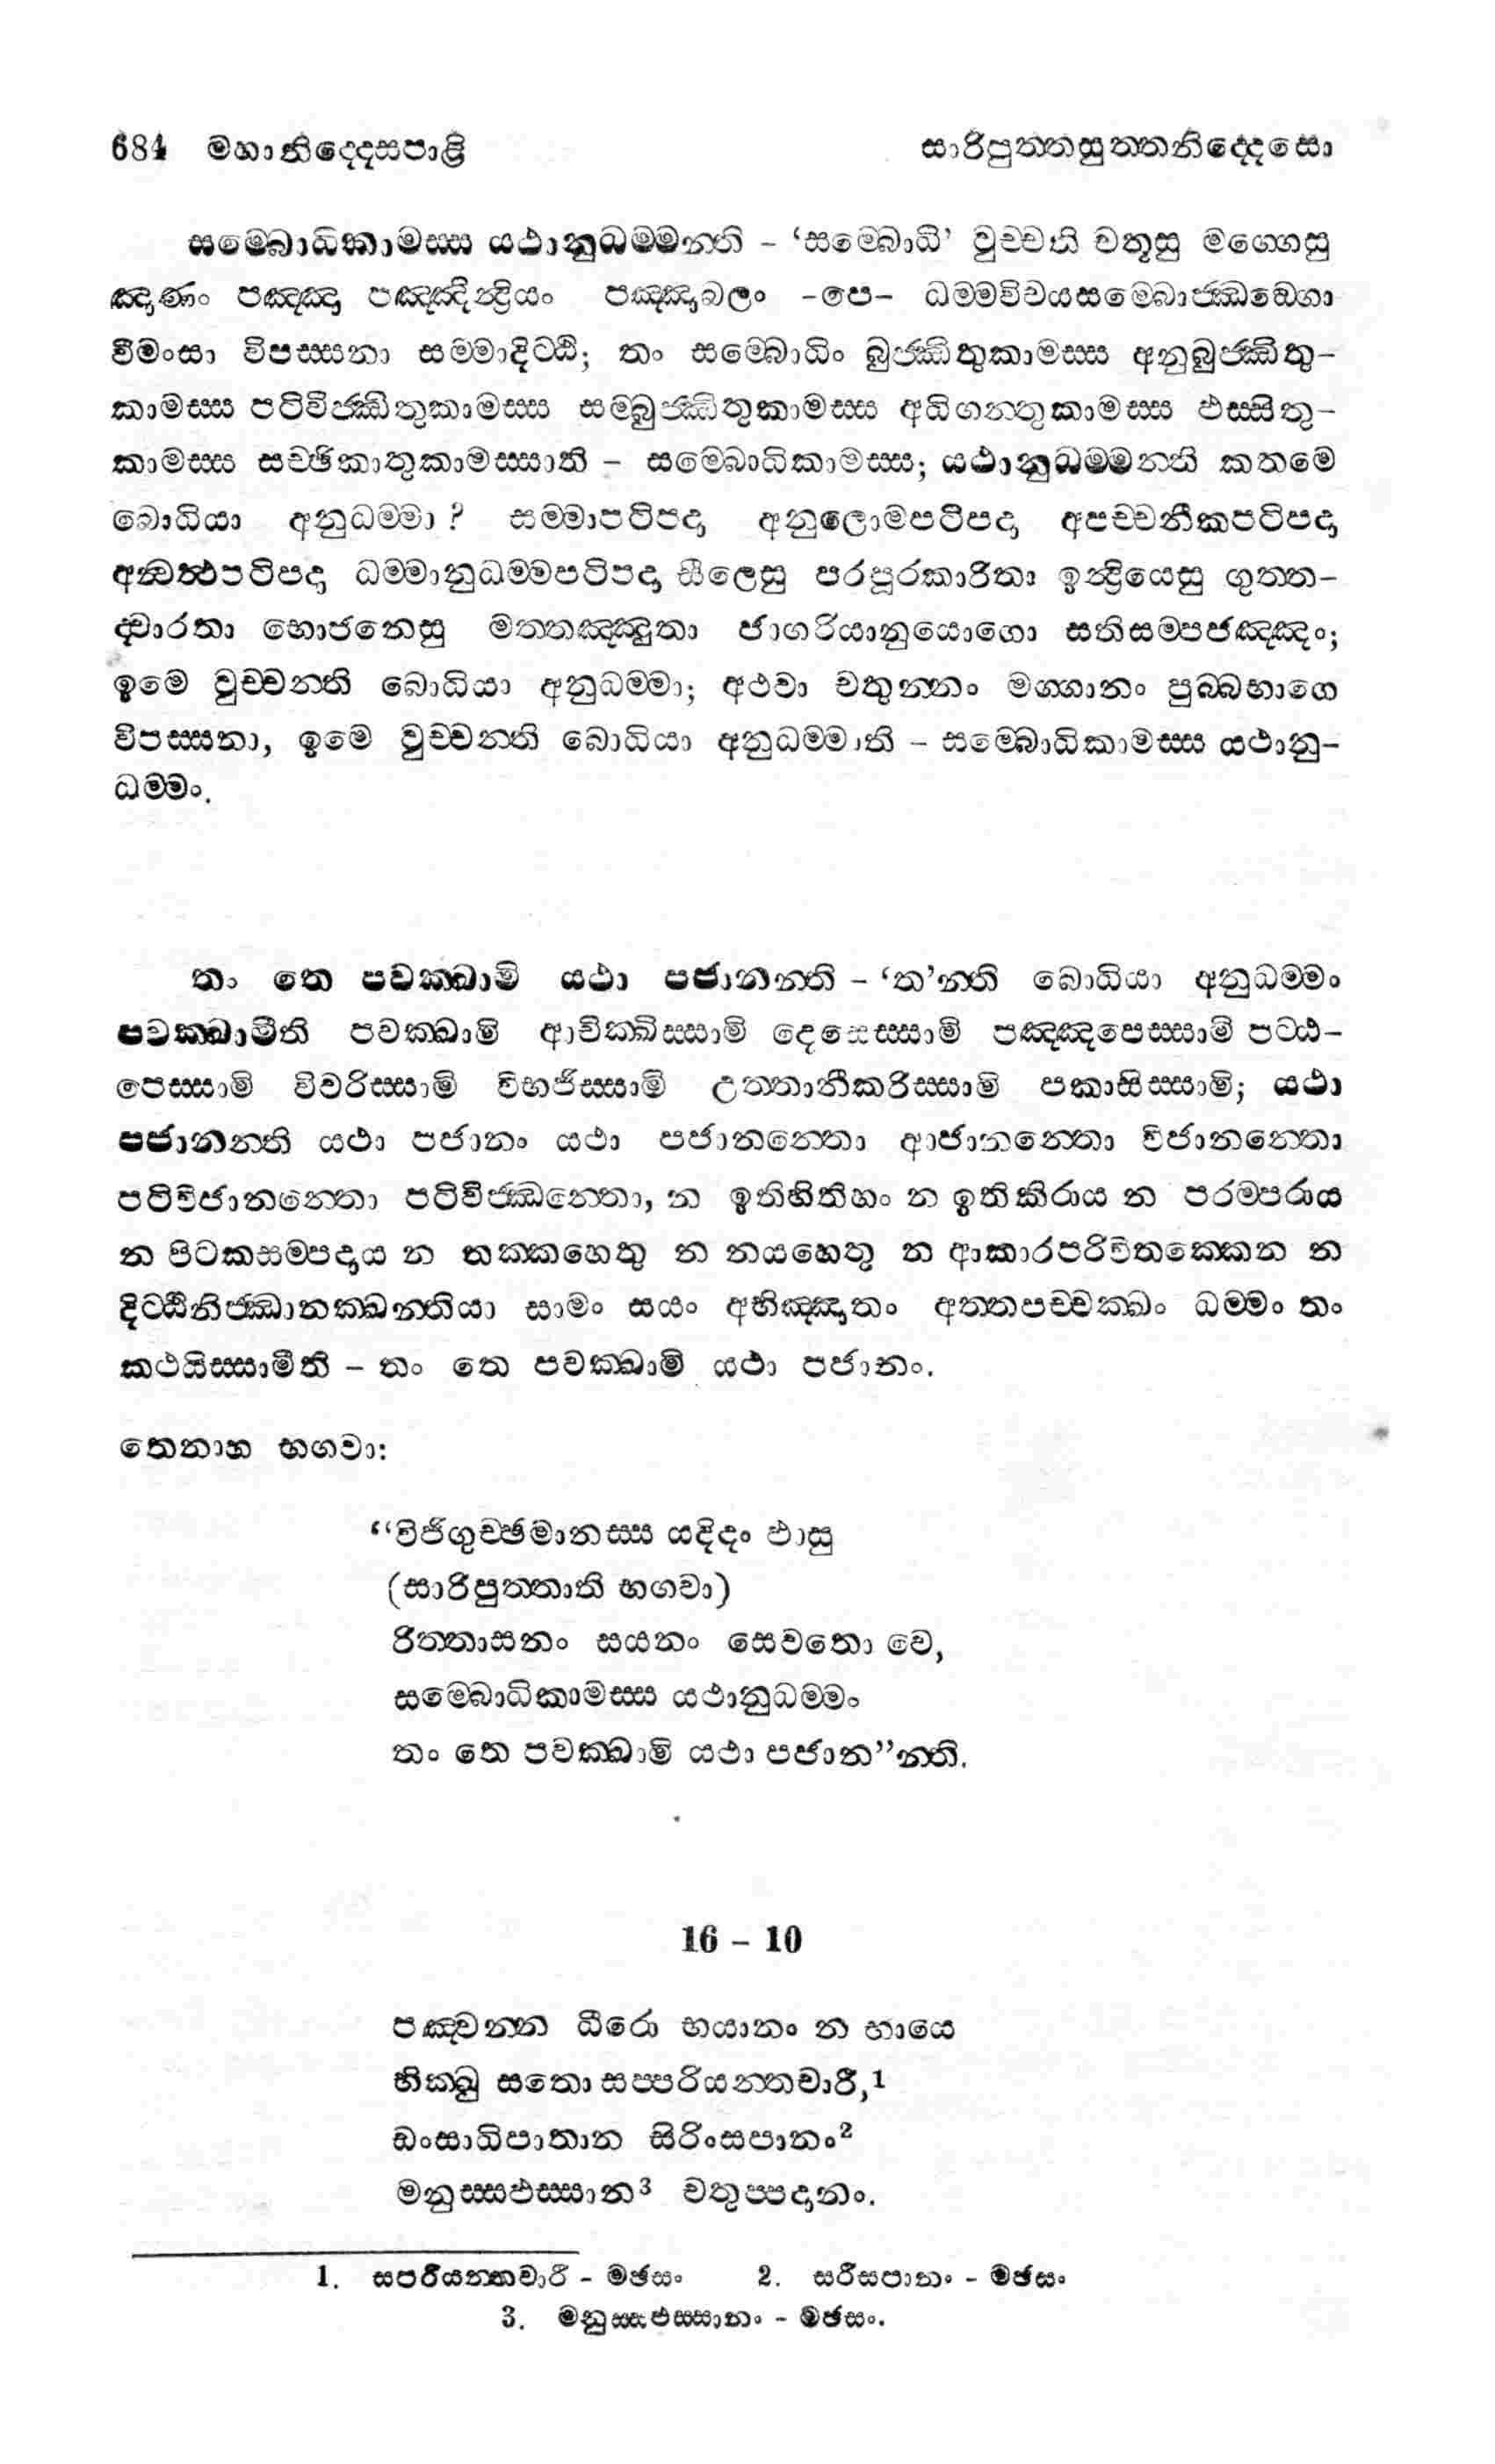 684 මහානිද්දෙසපාළි සාරිපුත්තසුත්තනිද්දෙසො
සම්බොධිකාමස්ස යථානුධම්මන්ති – ‘සම්බොධි’ වුච්චති චතූසු මග්ගෙසු
ඤාණං පඤ්ඤා පඤ්ඤින්ද්‍රියං පඤ්ඤාබලං –පෙ– ධම්මවිචයසම්බොජ්ඣඞ්ගො
වීමංසා විපස්සනා සම්මාදිට්ඨි; තං සම්බොධිං බුජ්ඣිතුකාමස්ස අනුබුජ්ඣිතු–
කාමස්ස පටිවිජ්ඣිතුකාමස්ස සම්බුජ්ඣිතුකාමස්ස අධිගන්තුකාමස්ස ඵස්සිතු–
කාමස්ස සච්ඡිකාතුකාමස්සාති – සම්බොධිකාමස්ස; යථානුධම්මන්ති කතමෙ
බොධියා අනුධම්මා? සම්මාපටිපදා අනුලොමපටිපදා අපච්චනීකපටිපදා
අන්වත්ථපටිපදා ධම්මානුධම්මපටිපදා සීලෙසු පරපූරකාරිතා ඉන්ද්‍රියෙසු ගුත්ත–
ද්වාරතා භොජනෙසු මත්තඤ්ඤුතා ජාගරියානුයොගො සතිසම්පජඤ්ඤං;
ඉමෙ වුච්චන්ති බොධියා අනුධම්මා; අථවා චතුන්නං මග්ගානං පුබ්බභාගෙ
විපස්සනා, ඉමෙ වුච්චන්ති බොධියා අනුධම්මාති – සම්බොධිකාමස්ස යථානු–
ධම්මං.
තං තෙ පවක්ඛාමි යථා පජානන්ති – ‘ත’න්ති බොධියා අනුධම්මං
පවක්ඛාමීති පවක්ඛාමි ආචික්ඛිස්සාමි දෙසෙස්සාමි පඤ්ඤපෙස්සාමි පට්ඨ–
පෙස්සාමි විවරිස්සාමි විභජිස්සාමි උත්තානීකරිස්සාමි පකාසිස්සාමි; යථා
පජානන්ති යථා පජානං යථා පජානන්තො ආජානන්තො විජානන්තො
පටිවිජානන්තො පටිවිජ්ඣන්තො, න ඉතිහිතිහං න ඉතිකිරාය න පරම්පරාය
න පිටකසම්පදාය න තක්කහෙතු න නයහෙතු න ආකාරපරිවිතක්කෙන න
දිට්ඨිනිජ්ඣානක්ඛන්තියා සාමං සයං අභිඤ්ඤාතං අත්තපච්චක්ඛං ධම්මං තං
කථයිස්සාමීති – තං තෙ පවක්ඛාමි යථා පජානං.
තෙනාහ භගවා:
“විජිගුච්ඡමානස්ස යදිදං ඵාසු
(සාරිපුත්තාති භගවා)
රිත්තාසනං සයනං සෙවතො වෙ,
සම්බොධිකාමස්ස යථානුධම්මං
තං තෙ පවක්ඛාමි යථා පජාන”න්ති.
16 – 10
පඤ්චන්න ධීරො භයානං න භායෙ
භික්ඛු සතො සප්පරියන්තචාරී,1
ඩංසාධිපාතාන සිරිංසපානං2
මනුස්සඵස්සාන3 චතුප්පදානං.
1. සපරියන්තචාරී – මඡසං 2. සරීසපානං – මඡසං
3. මනුස්සඵස්සානං – මඡසං.